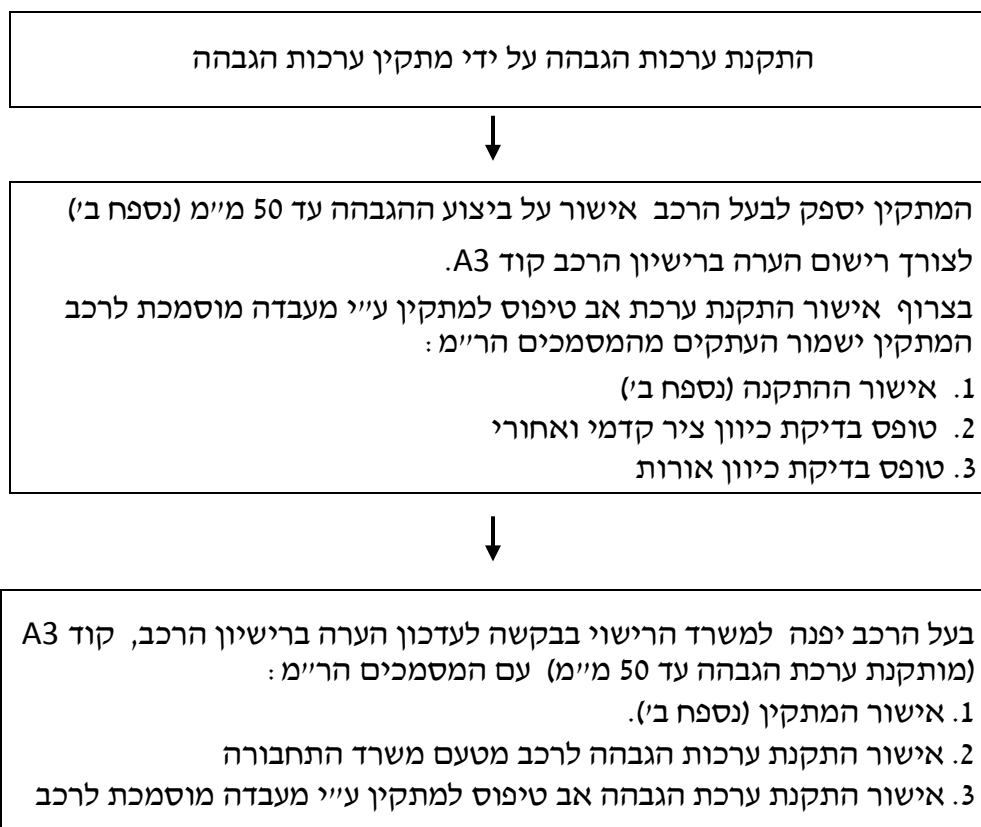 התקנת ערכות הגבהה על ידי מתקין ערכות הגבהה
המתקין יספק לבעל הרכב אישור על ביצוע ההגבהה עד 50 מ״מ (נספח ב׳)
לצורך רישום הערה ברישיון הרכב קוד A3.
בצרוף אישור התקנת ערכת אב טיפוס למתקין ע״י מעבדה מוסמכת לרכב
המתקין ישמור העתקים מהמסמכים הר״מ:
1. אישור ההתקנה (נספח ב׳)
2. טופס בדיקת כיוון ציר קדמי ואחורי
3. טופס בדיקת כיוון אורות
בעל הרכב יפנה למשרד הרישוי בבקשה לעדכון הערה ברישיון הרכב, קוד A3
(מותקנת ערכת הגבהה עד 50 מ״מ) עם המסמכים הר״מ:
1. אישור המתקין (נספח ב׳).
2. אישור התקנת ערכות הגבהה לרכב מטעם משרד התחבורה
3. אישור התקנת ערכת הגבהה אב טיפוס למתקין ע״י מעבדה מוסמכת לרכב